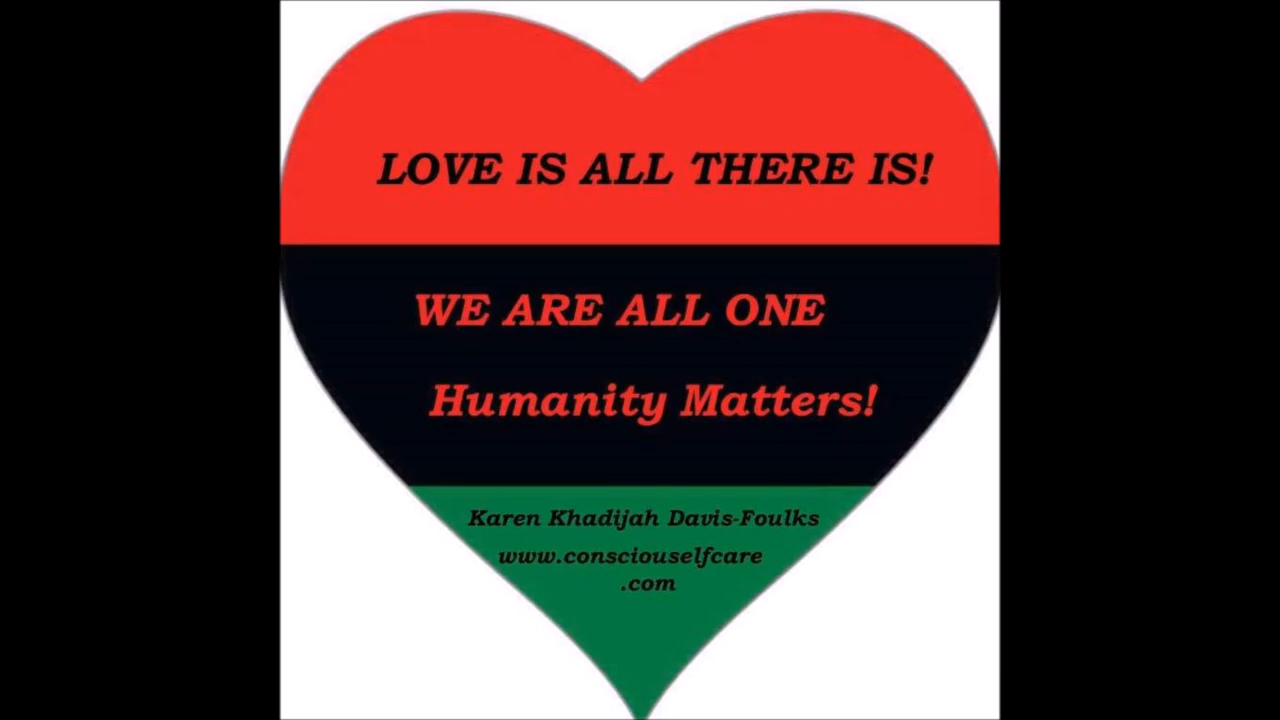 LOVE IS ALL THERE IS!
WE ARE ALL ONE
Humanity Matters!
Karen Khadijah Davis-Foulks
www.consciouselfcare
.com